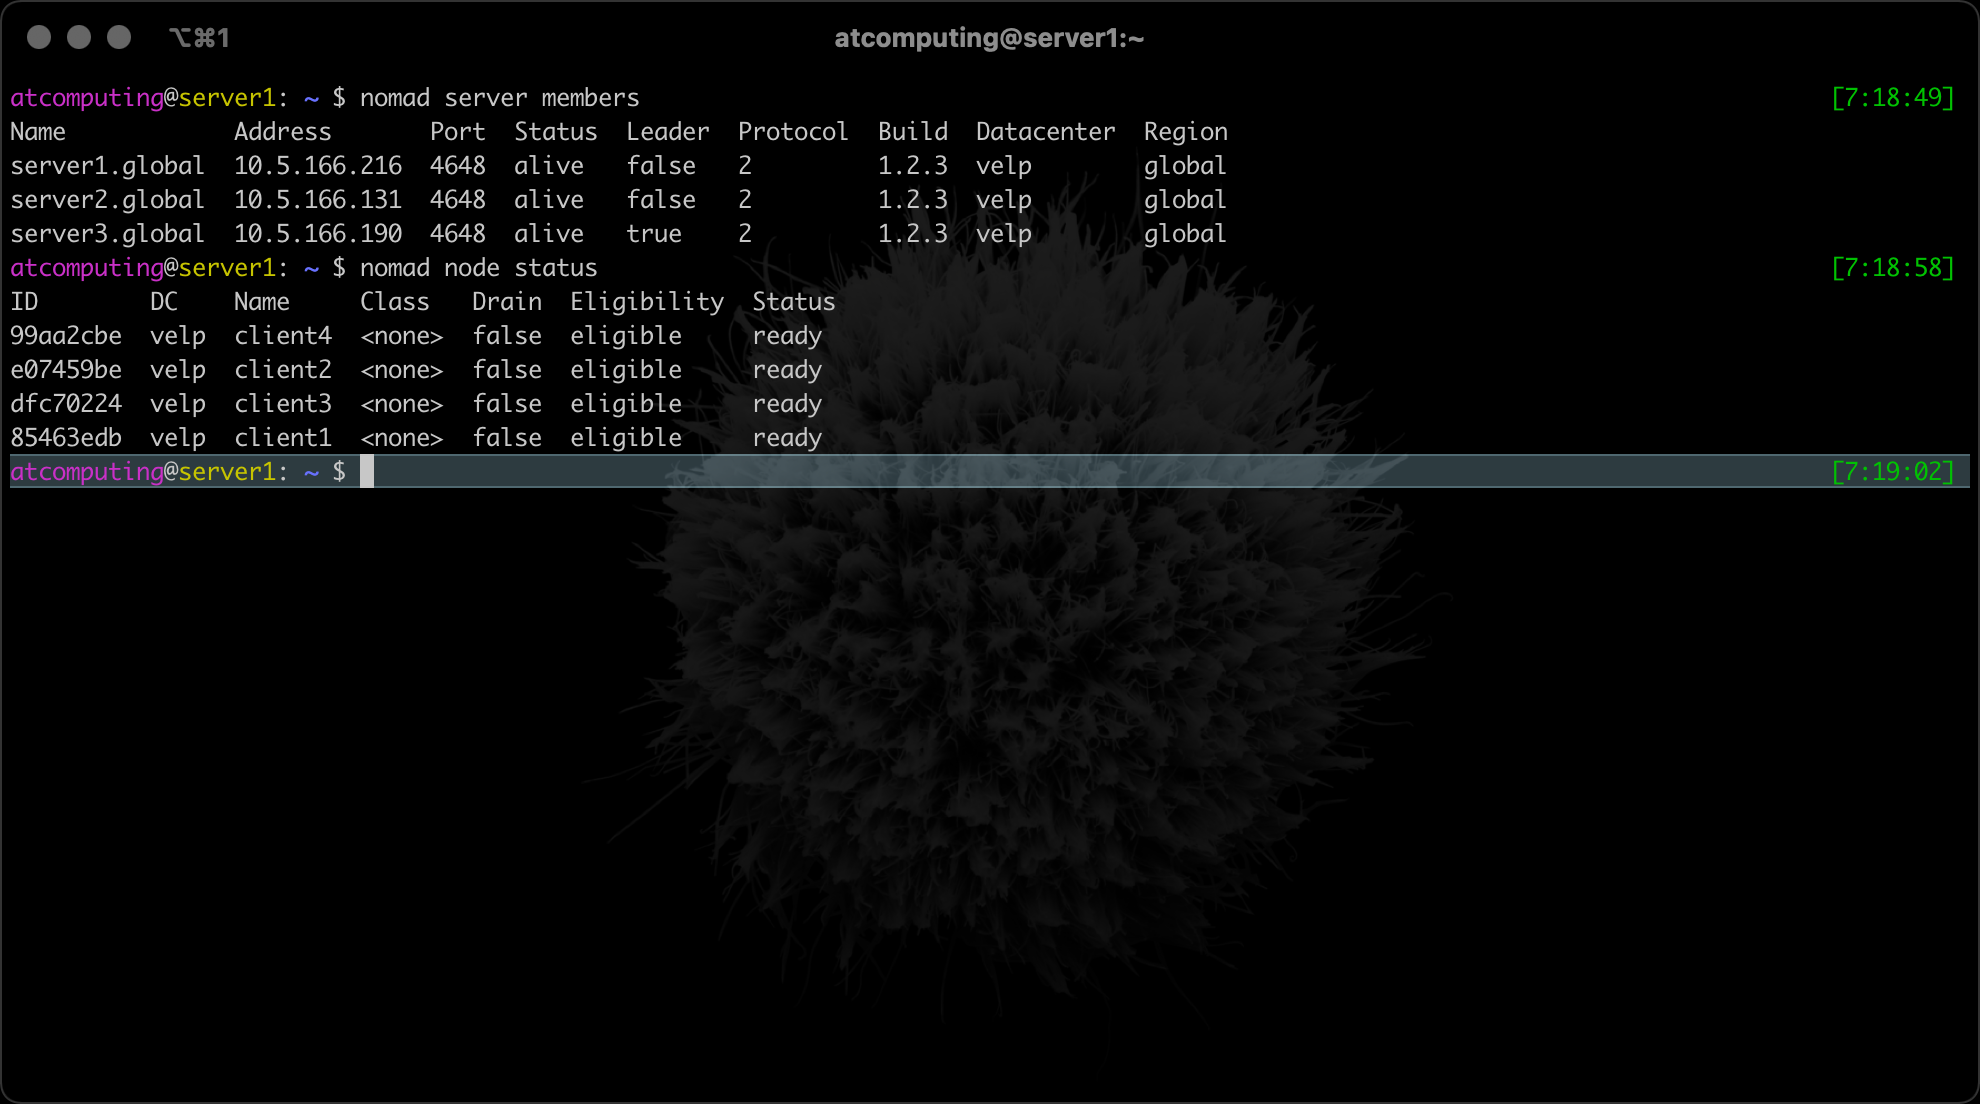 ⌥⌘1
atcomputing@server1:~
atcomputing@server1: ~ $ nomad server members [7:18:49]
Name            Address       Port  Status  Leader  Protocol  Build  Datacenter  Region
server1.global  10.5.166.216  4648  alive   false   2         1.2.3  velp        global
server2.global  10.5.166.131  4648  alive   false   2         1.2.3  velp        global
server3.global  10.5.166.190  4648  alive   true    2         1.2.3  velp        global
atcomputing@server1: ~ $ nomad node status [7:18:58]
ID        DC    Name     Class   Drain  Eligibility  Status
99aa2cbe  velp  client4  <none>  false  eligible     ready
e07459be  velp  client2  <none>  false  eligible     ready
dfc70224  velp  client3  <none>  false  eligible     ready
85463edb  velp  client1  <none>  false  eligible     ready
atcomputing@server1: ~ $ [7:19:02]